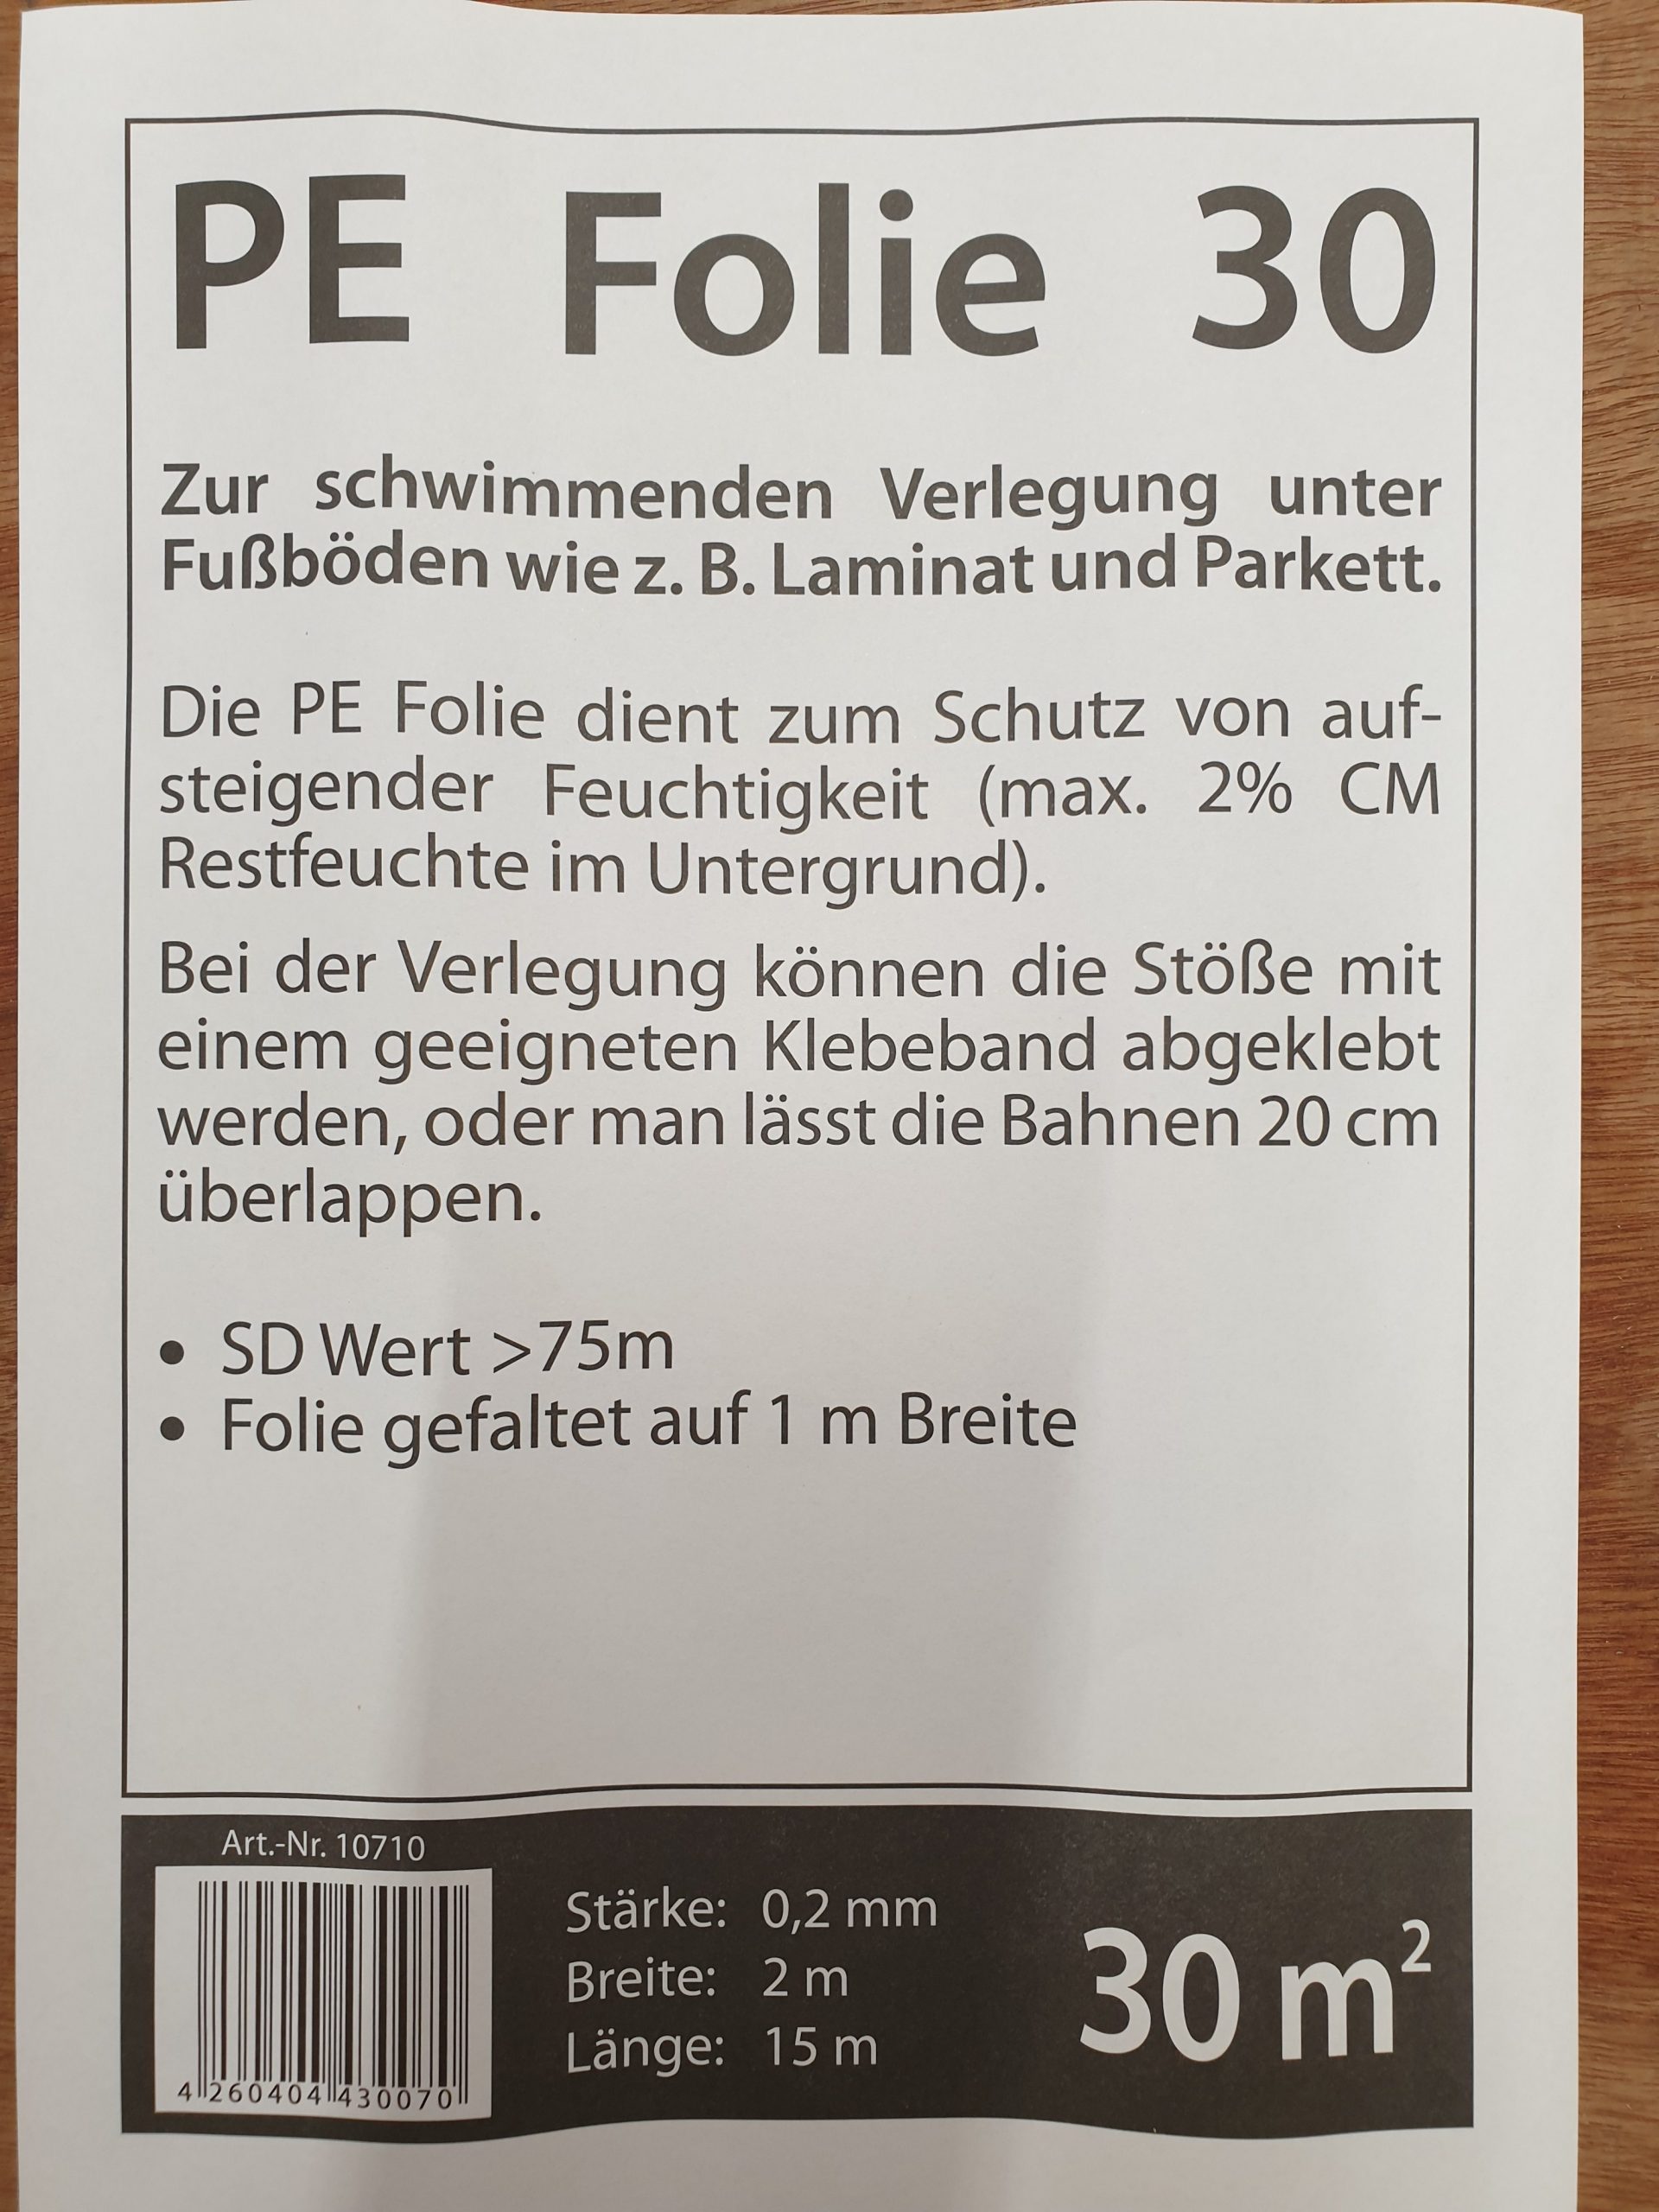 PE Folie 30
Zur schwimmenden Verlegung unter
Fußböden wie z. B. Laminat und Parkett.
Die PE Folie dient zum Schutz von auf-
steigender Feuchtigkeit (max. 2% CM
Restfeuchte im Untergrund).
Bei der Verlegung können die Stöße mit
einem geeigneten Klebeband abgeklebt
werden, oder man lässt die Bahnen 20 cm
überlappen.
• SD Wert >75m
• Folie gefaltet auf 1 m Breite
Art.-Nr. 10710
4 260404 430070
Stärke: 0,2 mm
Breite: 2 m
Länge: 15 m
30 m²